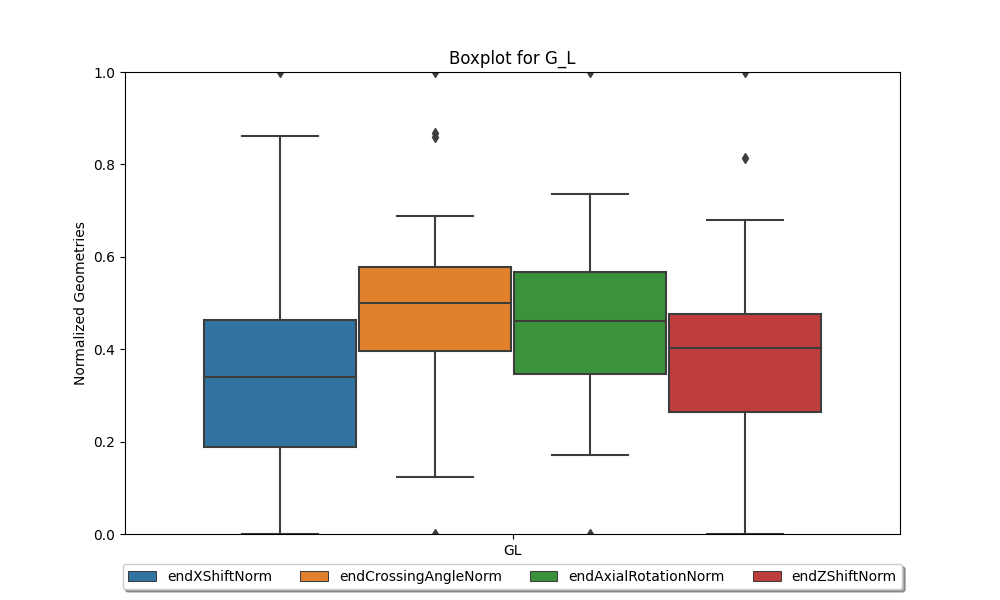 Boxplot for G_L
Normalized Geometries
1.0
0.8
0.6
0.4
0.2
0.0
GL
endXShiftNorm endCrossingAngleNorm endAxialRotationNorm endZShiftNorm